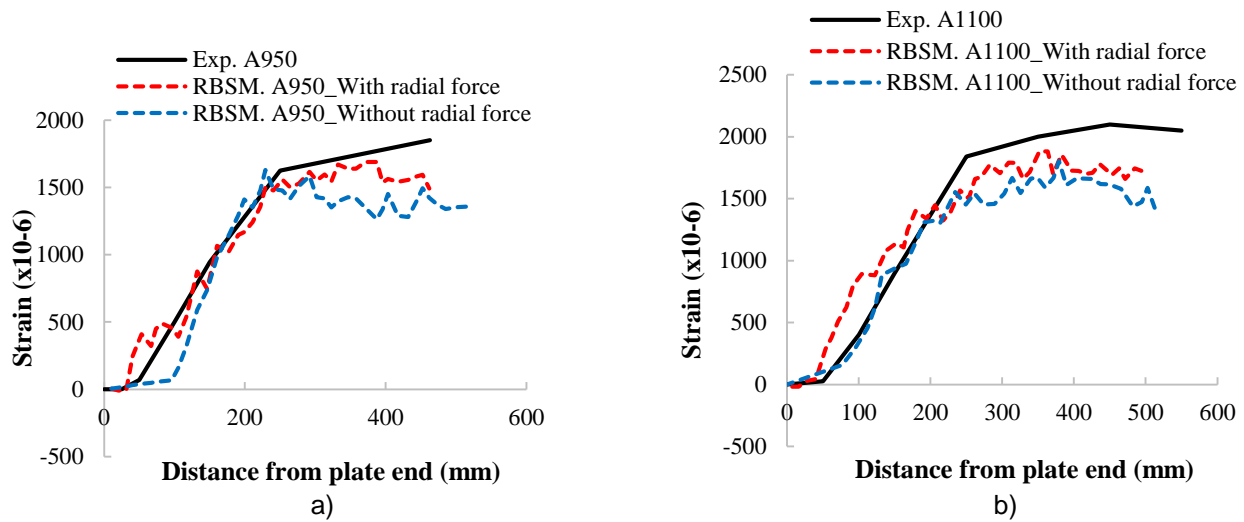 Exp. A950
RBSM. A950_With radial force
RBSM. A950_Without radial force
2000
1500
1000
500
0
-500
0
200
400
600
Strain (x10-6)
Distance from plate end (mm)
a)
Exp. A1100
RBSM. A1100_With radial force
RBSM. A1100_Without radial force
2500
2000
1500
1000
500
0
-500
0
100
200
300
400
500
600
Strain (x10-6)
Distance from plate end (mm)
b)